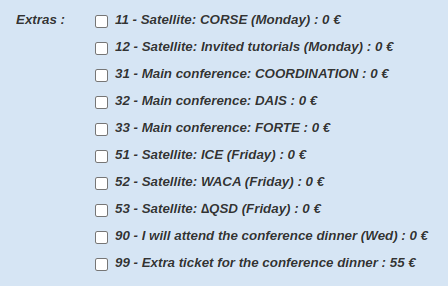 Extras :
11 - Satellite: CORSE (Monday) : 0 €
12 - Satellite: Invited tutorials (Monday) : 0 €
31 - Main conference: COORDINATION : 0 €
32 - Main conference: DAIS : 0 €
33 - Main conference: FORTE : 0 €
51 - Satellite: ICE (Friday) : 0 €
52 - Satellite: WACA (Friday) : 0 €
53 - Satellite: ∆QSD (Friday) : 0 €
90 - I will attend the conference dinner (Wed) : 0 €
99 - Extra ticket for the conference dinner : 55 €